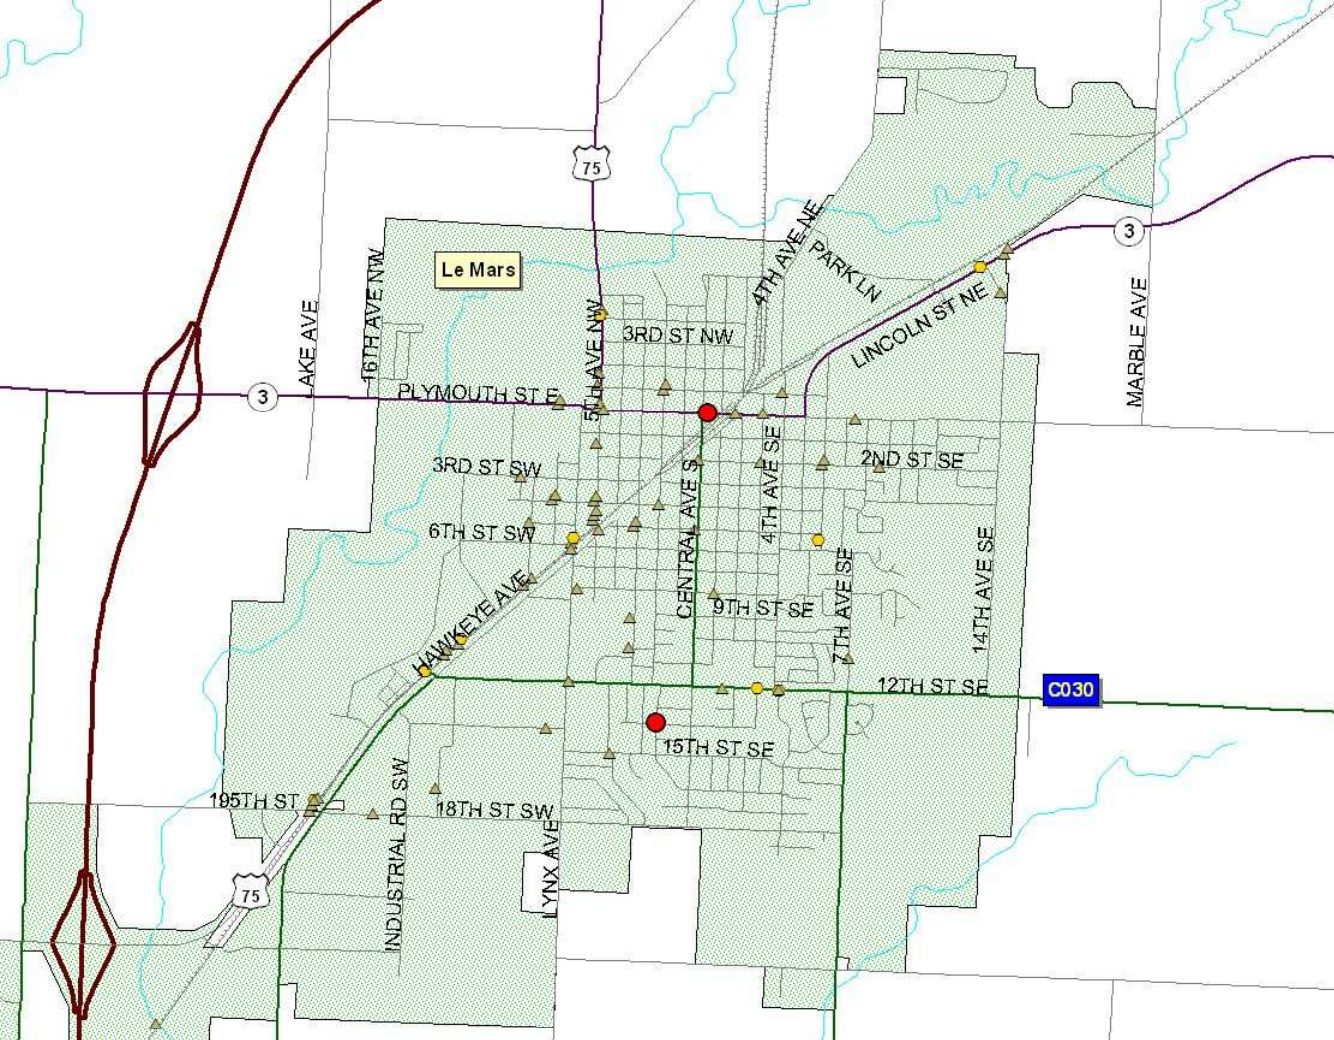 75
4TH AVE NE
PARK LN
3
Le Mars
16TH AVE NW
LAKE AVE
5TH AVE NW
3RD ST NW
LINCOLN ST NE
MARBLE AVE
3
PLYMOUTH ST E
3RD ST SW
CENTRAL AVE S
4TH AVE SE
2ND ST SE
6TH ST SW
HAWKEYE AVE
9TH ST SE
7TH AVE SE
14TH AVE SE
12TH ST SE
C030
15TH ST SE
195TH ST
INDUSTRIAL RD SW
18TH ST SW
LYNX AVE
75